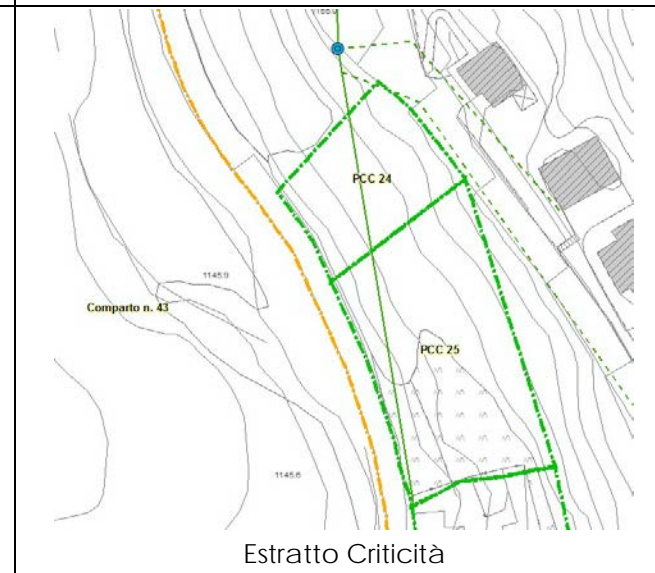 PCC 24
1145.9
Comparto n. 43
PCC 25
1145.6
Estratto Criticità